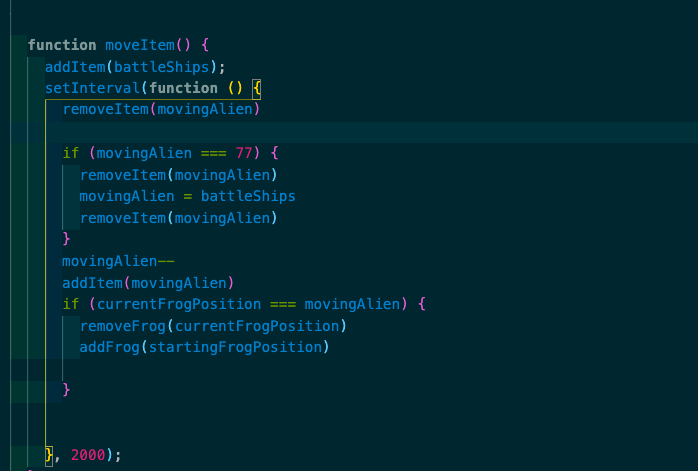 function moveItem() {
addItem(battleShips);
setInterval(function () {
removeItem(movingAlien)
if (movingAlien === 77) {
removeItem(movingAlien)
movingAlien = battleShips
removeItem(movingAlien)
}
movingAlien--
addItem(movingAlien)
if (currentFrogPosition === movingAlien) {
removeFrog(currentFrogPosition)
addFrog(startingFrogPosition)
}
}, 2000);